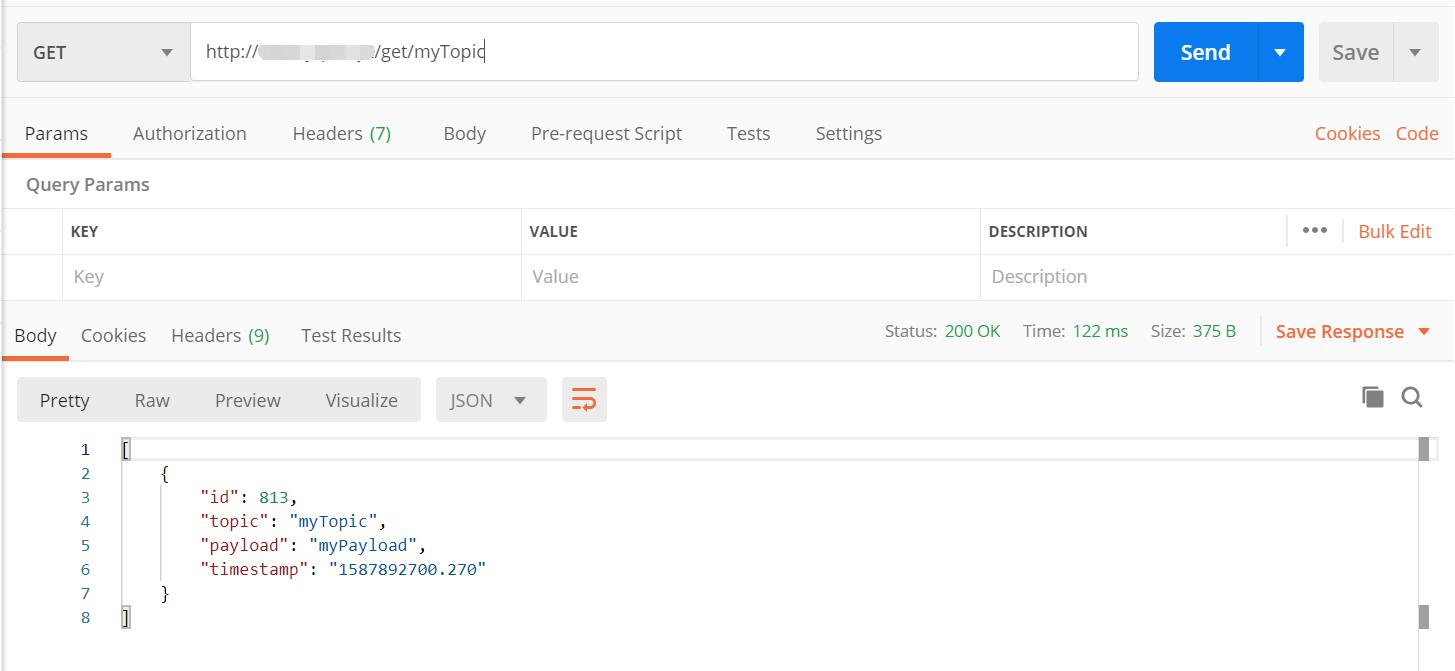 GET http:// /get/myTopic Send Save
Params Authorization Headers (7) Body Pre-request Script Tests Settings Cookies Code
Query Params
KEY VALUE DESCRIPTION ••• Bulk Edit
Key Value Description
Body Cookies Headers (9) Test Results Status: 200 OK Time: 122 ms Size: 375 B Save Response
Pretty Raw Preview Visualize JSON
1 [
2 {
3 "id": 813,
4 "topic": "myTopic",
5 "payload": "myPayload",
6 "timestamp": "1587892700.270"
7 }
8 ]